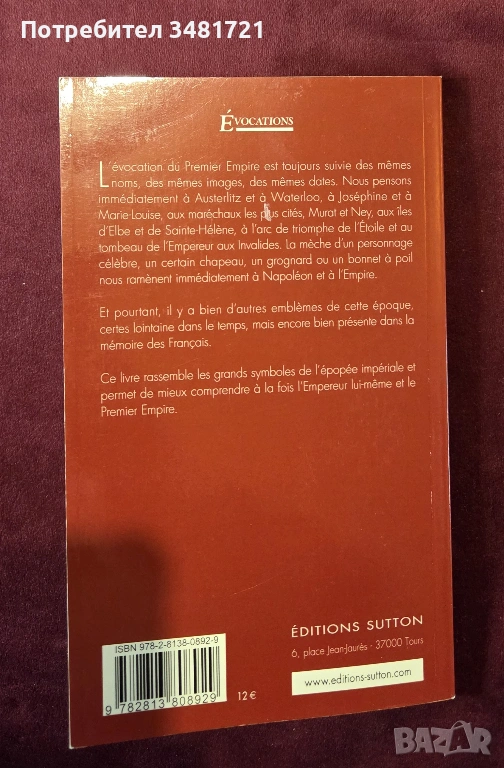 Потребител 3481721
ÉVOCATIONS
L'évocation du Premier Empire est toujours suivie des mêmes
noms, des mêmes images, des mêmes dates. Nous pensons
immédiatement à Austerlitz et à Waterloo, à Joséphine et à
Marie-Louise, aux maréchaux les plus cités, Murat et Ney, aux îles
d'Elbe et de Sainte-Hélène, à l'arc de triomphe de l'Étoile et au
tombeau de l'Empereur aux Invalides. La mèche d'un personnage
célèbre, un certain chapeau, un grognard ou un bonnet à poil
nous ramènent immédiatement à Napoléon et à l'Empire.
Et pourtant, il y a bien d'autres emblèmes de cette époque,
certes lointaine dans le temps, mais encore bien présente dans la
mémoire des Français.
Ce livre rassemble les grands symboles de l'épopée impériale et
permet de mieux comprendre à la fois l'Empereur lui-même et le
Premier Empire.
ISBN 978-2-8138-0892-9
9 782813 808929
12 €
ÉDITIONS SUTTON
6, place Jean-Jaurès - 37000 Tours
www.editions-sutton.com
BAZAR